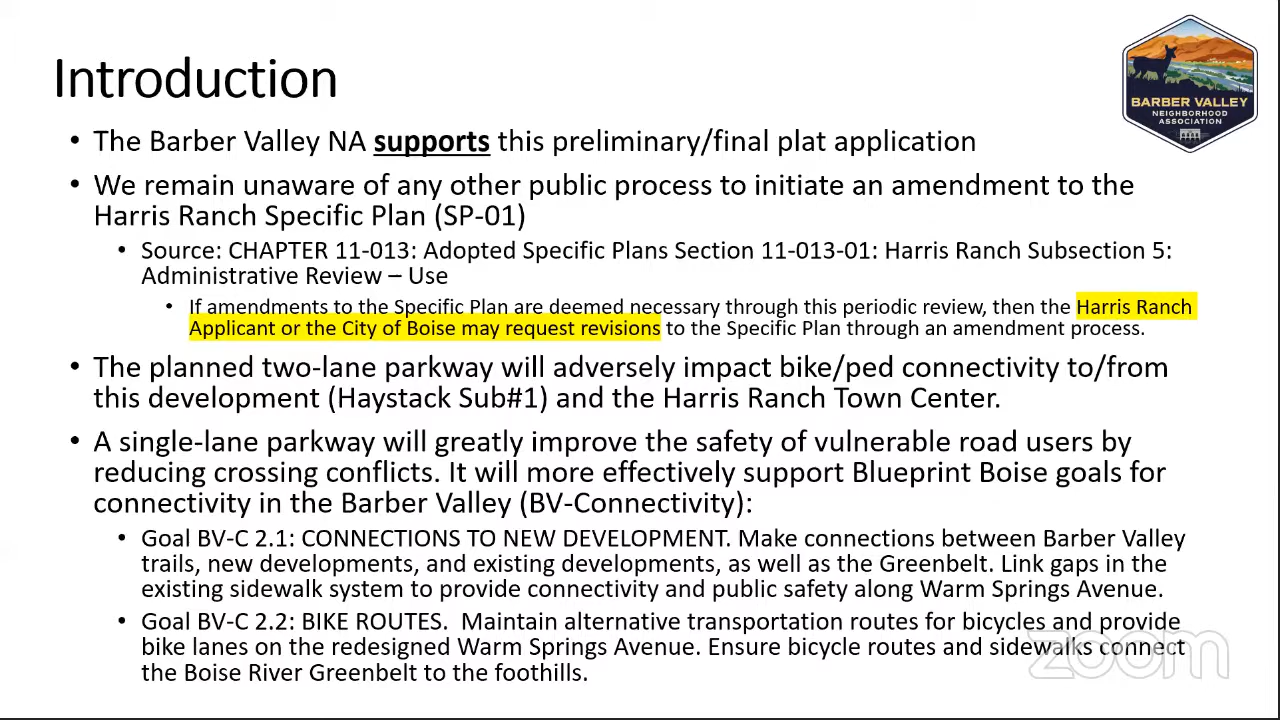 Introduction
BARBER VALLEY
NEIGHBORHOOD
ASSOCIATION
• The Barber Valley NA supports this preliminary/final plat application
• We remain unaware of any other public process to initiate an amendment to the
Harris Ranch Specific Plan (SP-01)
• Source: CHAPTER 11-013: Adopted Specific Plans Section 11-013-01: Harris Ranch Subsection 5:
Administrative Review – Use
• If amendments to the Specific Plan are deemed necessary through this periodic review, then the Harris Ranch
Applicant or the City of Boise may request revisions to the Specific Plan through an amendment process.
• The planned two-lane parkway will adversely impact bike/ped connectivity to/from
this development (Haystack Sub#1) and the Harris Ranch Town Center.
• A single-lane parkway will greatly improve the safety of vulnerable road users by
reducing crossing conflicts. It will more effectively support Blueprint Boise goals for
connectivity in the Barber Valley (BV-Connectivity):
• Goal BV-C 2.1: CONNECTIONS TO NEW DEVELOPMENT. Make connections between Barber Valley
trails, new developments, and existing developments, as well as the Greenbelt. Link gaps in the
existing sidewalk system to provide connectivity and public safety along Warm Springs Avenue.
• Goal BV-C 2.2: BIKE ROUTES. Maintain alternative transportation routes for bicycles and provide
bike lanes on the redesigned Warm Springs Avenue. Ensure bicycle routes and sidewalks connect
the Boise River Greenbelt to the foothills.
zoom